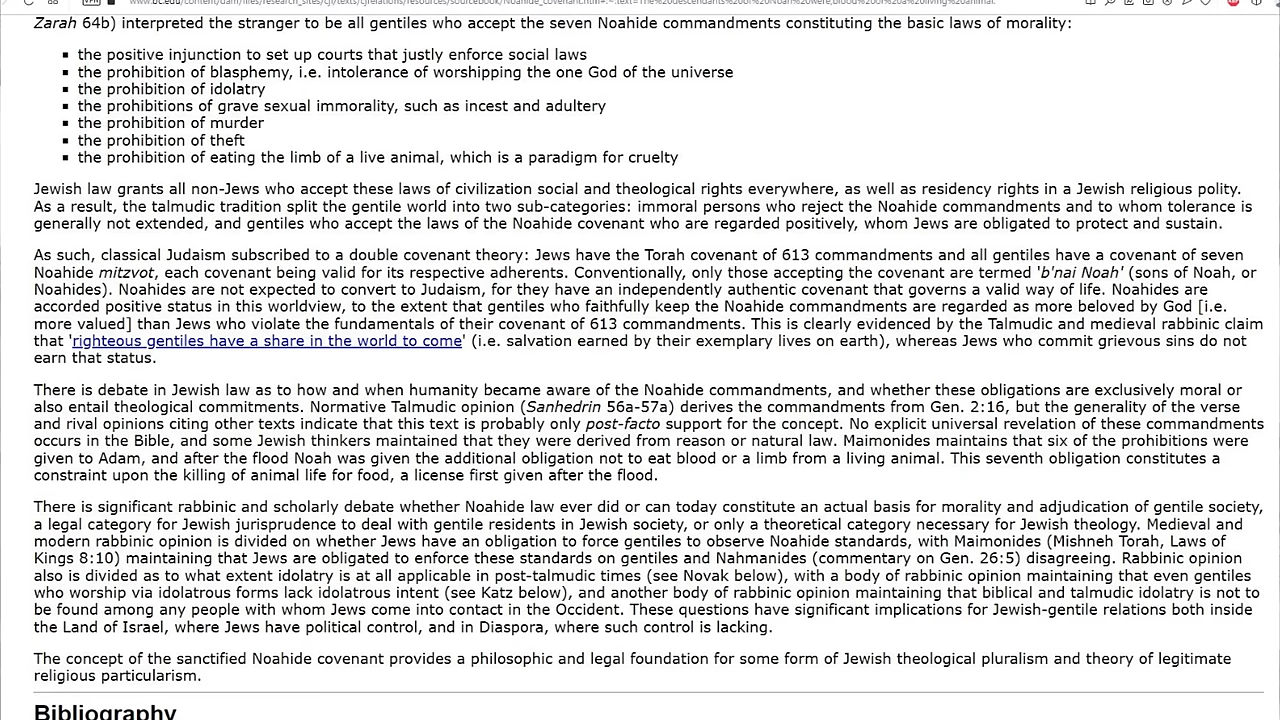 www.bc.edu/content/dam/files/research_sites/cjl/texts/cjrelations/resources/sourcebook/Noahide_covenant.htm#:~:text=The%20descendants%20of%20Noah%20were,blood%20of%20a%20living%20animal.
Zarah 64b) interpreted the stranger to be all gentiles who accept the seven Noahide commandments constituting the basic laws of morality:
▪ the positive injunction to set up courts that justly enforce social laws
▪ the prohibition of blasphemy, i.e. intolerance of worshipping the one God of the universe
▪ the prohibition of idolatry
▪ the prohibitions of grave sexual immorality, such as incest and adultery
▪ the prohibition of murder
▪ the prohibition of theft
▪ the prohibition of eating the limb of a live animal, which is a paradigm for cruelty
Jewish law grants all non-Jews who accept these laws of civilization social and theological rights everywhere, as well as residency rights in a Jewish religious polity.
As a result, the talmudic tradition split the gentile world into two sub-categories: immoral persons who reject the Noahide commandments and to whom tolerance is
generally not extended, and gentiles who accept the laws of the Noahide covenant who are regarded positively, whom Jews are obligated to protect and sustain.
As such, classical Judaism subscribed to a double covenant theory: Jews have the Torah covenant of 613 commandments and all gentiles have a covenant of seven
Noahide mitzvot, each covenant being valid for its respective adherents. Conventionally, only those accepting the covenant are termed 'b'nai Noah' (sons of Noah, or
Noahides). Noahides are not expected to convert to Judaism, for they have an independently authentic covenant that governs a valid way of life. Noahides are
accorded positive status in this worldview, to the extent that gentiles who faithfully keep the Noahide commandments are regarded as more beloved by God [i.e.
more valued] than Jews who violate the fundamentals of their covenant of 613 commandments. This is clearly evidenced by the Talmudic and medieval rabbinic claim
that 'righteous gentiles have a share in the world to come' (i.e. salvation earned by their exemplary lives on earth), whereas Jews who commit grievous sins do not
earn that status.
There is debate in Jewish law as to how and when humanity became aware of the Noahide commandments, and whether these obligations are exclusively moral or
also entail theological commitments. Normative Talmudic opinion (Sanhedrin 56a-57a) derives the commandments from Gen. 2:16, but the generality of the verse
and rival opinions citing other texts indicate that this text is probably only post-facto support for the concept. No explicit universal revelation of these commandments
occurs in the Bible, and some Jewish thinkers maintained that they were derived from reason or natural law. Maimonides maintains that six of the prohibitions were
given to Adam, and after the flood Noah was given the additional obligation not to eat blood or a limb from a living animal. This seventh obligation constitutes a
constraint upon the killing of animal life for food, a license first given after the flood.
There is significant rabbinic and scholarly debate whether Noahide law ever did or can today constitute an actual basis for morality and adjudication of gentile society,
a legal category for Jewish jurisprudence to deal with gentile residents in Jewish society, or only a theoretical category necessary for Jewish theology. Medieval and
modern rabbinic opinion is divided on whether Jews have an obligation to force gentiles to observe Noahide standards, with Maimonides (Mishneh Torah, Laws of
Kings 8:10) maintaining that Jews are obligated to enforce these standards on gentiles and Nahmanides (commentary on Gen. 26:5) disagreeing. Rabbinic opinion
also is divided as to what extent idolatry is at all applicable in post-talmudic times (see Novak below), with a body of rabbinic opinion maintaining that even gentiles
who worship via idolatrous forms lack idolatrous intent (see Katz below), and another body of rabbinic opinion maintaining that biblical and talmudic idolatry is not to
be found among any people with whom Jews come into contact in the Occident. These questions have significant implications for Jewish-gentile relations both inside
the Land of Israel, where Jews have political control, and in Diaspora, where such control is lacking.
The concept of the sanctified Noahide covenant provides a philosophic and legal foundation for some form of Jewish theological pluralism and theory of legitimate
religious particularism.
Bibliography